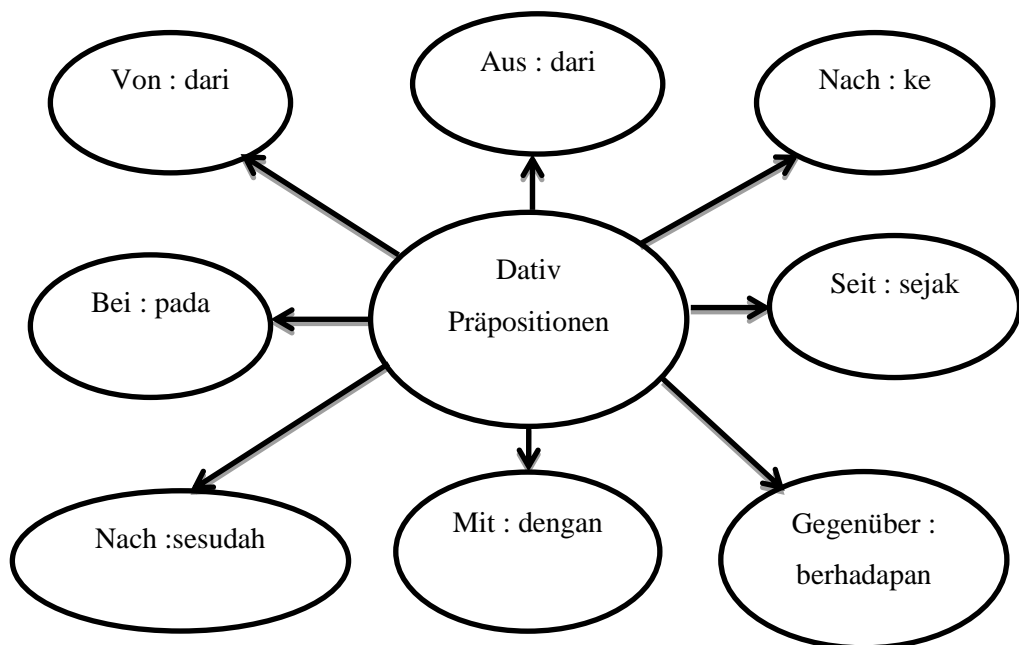 Von : dari
Aus : dari
Nach : ke
Dativ
Präpositionen
Bei : pada
Seit : sejak
Nach :sesudah
Mit : dengan
Gegenüber :
berhadapan